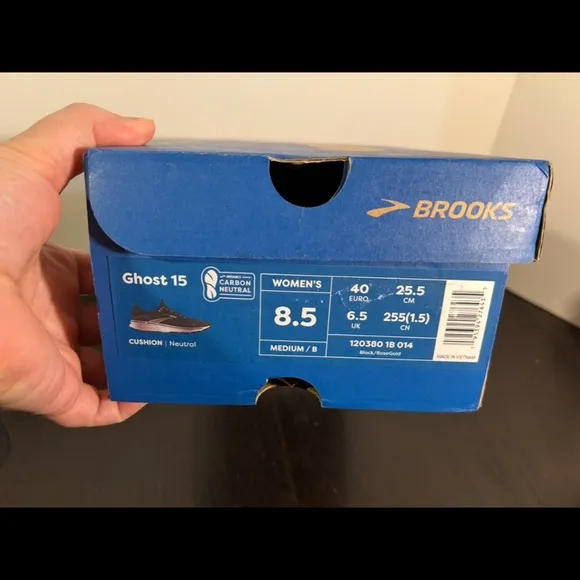 BROOKS
Ghost 15
CARBON
NEUTRAL
CUSHION | Neutral
WOMEN'S
8.5
MEDIUM / B
40
EURO
25.5
CM
6.5
UK
255(1.5)
CN
120380 1B 014
Black/RoseGold
MADE IN VIETNAM